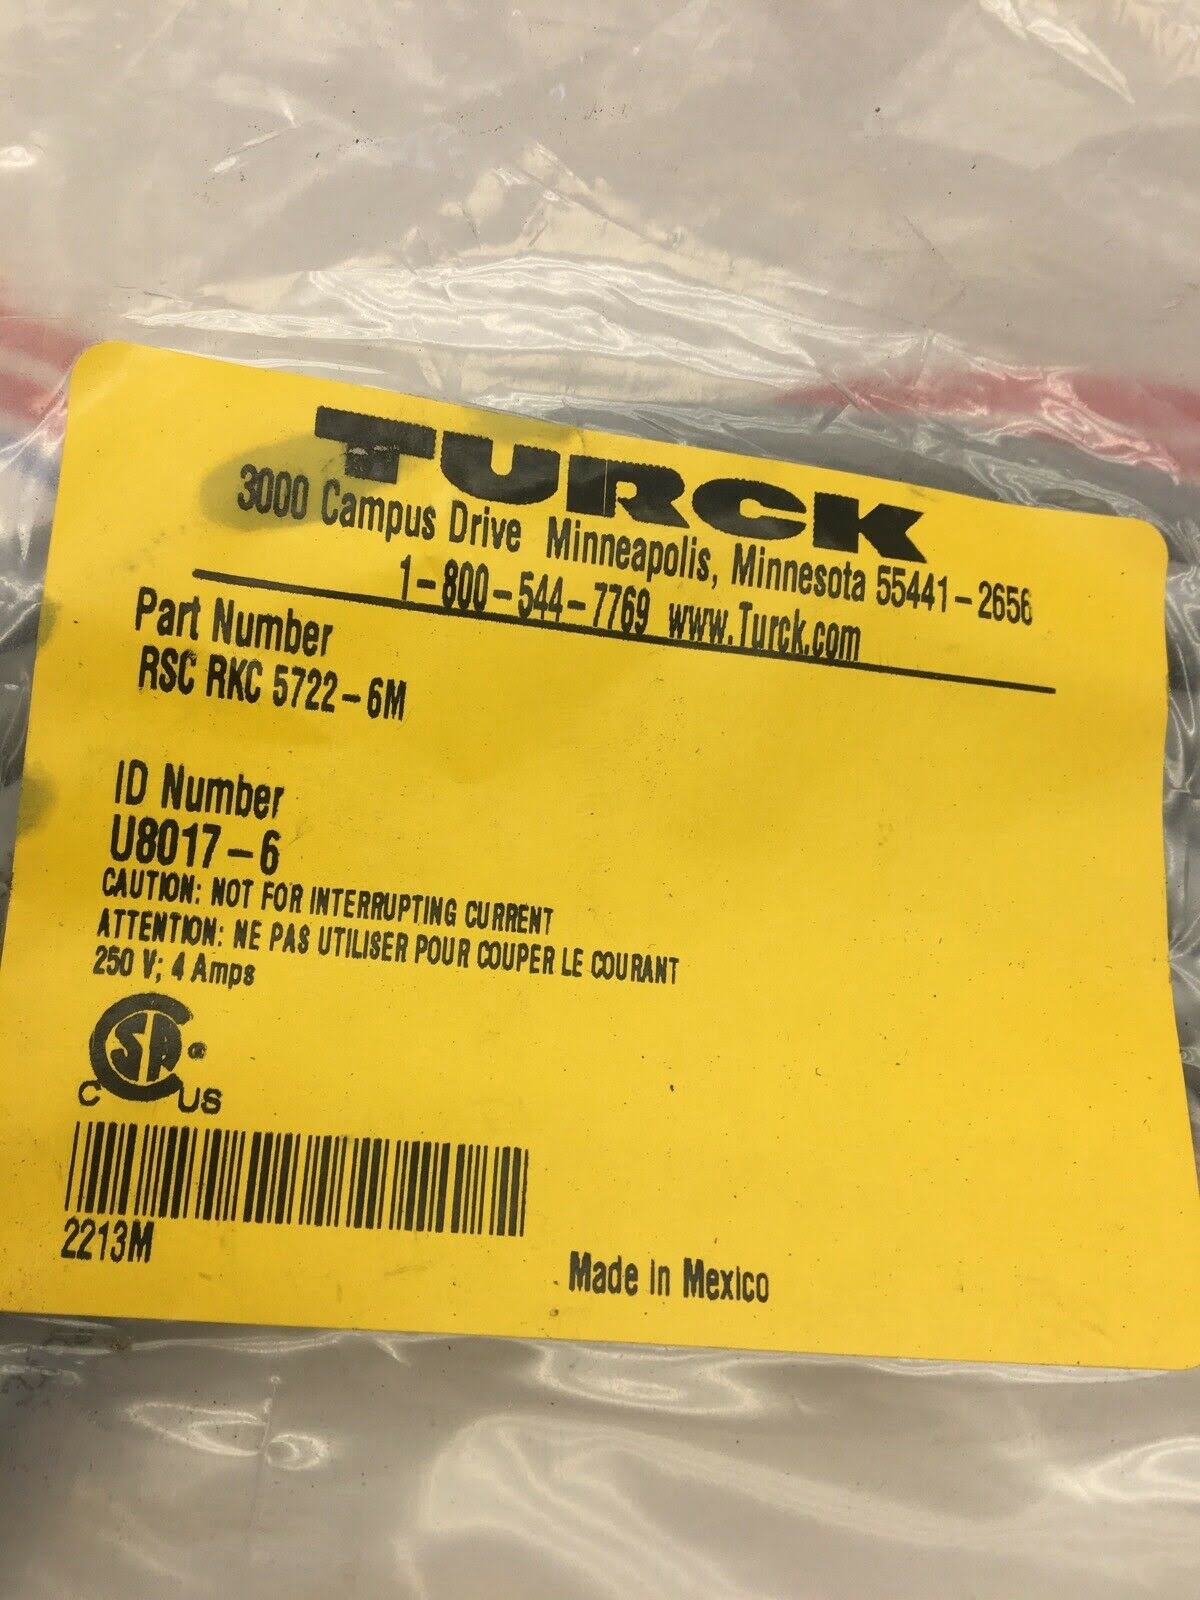 TURCK
3000 Campus Drive Minneapolis, Minnesota 55441-2656
1-800-544-7769 www.Turck.com
Part Number
RSC RKC 5722-6M
ID Number
U8017-6
CAUTION: NOT FOR INTERRUPTING CURRENT
ATTENTION: NE PAS UTILISER POUR COUPER LE COURANT
250 V; 4 Amps
CSA ®
C US
2213M
Made in Mexico